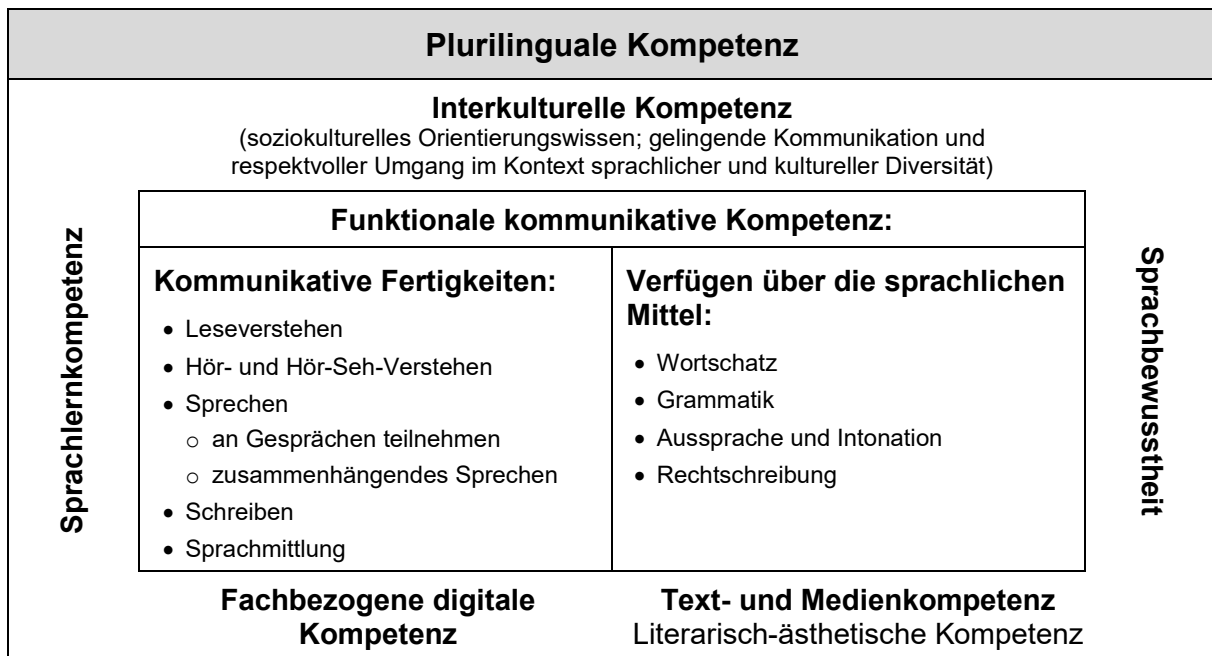 Plurilinguale Kompetenz
Interkulturelle Kompetenz
(soziokulturelles Orientierungswissen; gelingende Kommunikation und
respektvoller Umgang im Kontext sprachlicher und kultureller Diversität)
Sprachlernkompetenz
Funktionale kommunikative Kompetenz:
Kommunikative Fertigkeiten:
• Leseverstehen
• Hör- und Hör-Seh-Verstehen
• Sprechen
o an Gesprächen teilnehmen
o zusammenhängendes Sprechen
• Schreiben
• Sprachmittlung
Verfügen über die sprachlichen
Mittel:
• Wortschatz
• Grammatik
• Aussprache und Intonation
• Rechtschreibung
Sprachbewusstheit
Fachbezogene digitale
Kompetenz
Text- und Medienkompetenz
Literarisch-ästhetische Kompetenz